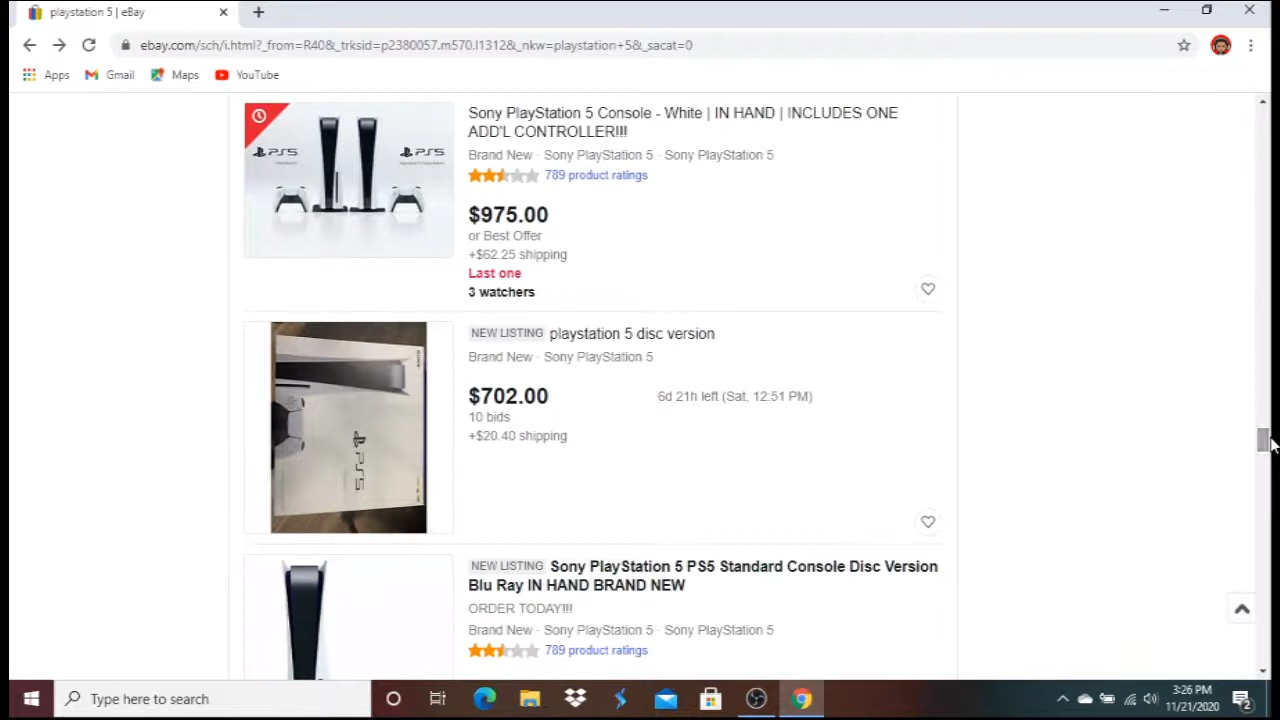 playstation 5 | eBay
ebay.com/sch/i.html?_from=R40&_trksid=p2380057.m570.l1312&_nkw=playstation+5&_sacat=0
Apps Gmail Maps YouTube
PS5 PS5
Sony PlayStation 5 Console - White | IN HAND | INCLUDES ONE
ADD'L CONTROLLER!!!
Brand New · Sony PlayStation 5 · Sony PlayStation 5
789 product ratings
$975.00
or Best Offer
+$62.25 shipping
Last one
3 watchers
PS5
SONY
NEW LISTING playstation 5 disc version
Brand New · Sony PlayStation 5
$702.00 6d 21h left (Sat, 12:51 PM)
10 bids
+$20.40 shipping
NEW LISTING Sony PlayStation 5 PS5 Standard Console Disc Version
Blu Ray IN HAND BRAND NEW
ORDER TODAY!!!
Brand New · Sony PlayStation 5 · Sony PlayStation 5
789 product ratings
Type here to search
3:26 PM
11/21/2020
2